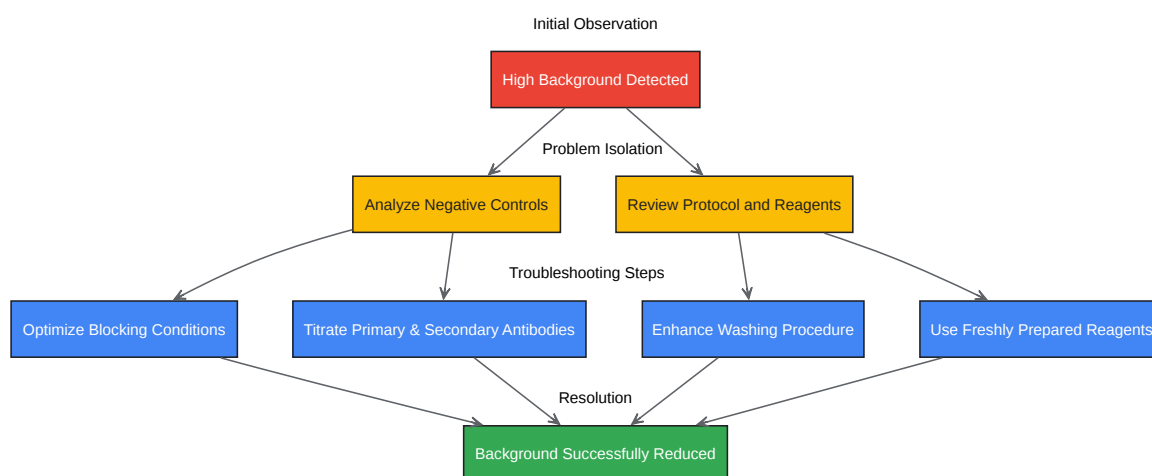 Initial Observation
High Background Detected
Problem Isolation
Analyze Negative Controls
Review Protocol and Reagents
Troubleshooting Steps
Optimize Blocking Conditions
Titrate Primary & Secondary Antibodies
Enhance Washing Procedure
Use Freshly Prepared Reagents
Resolution
Background Successfully Reduced